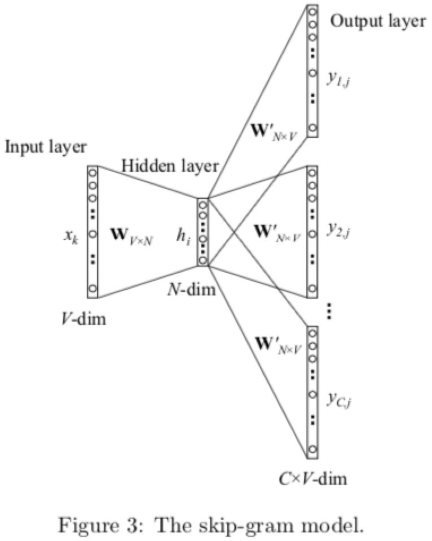 Output layer
y1,j
W'N×V
Input layer
Hidden layer
xk
WV×N
hi
W'N×V
y2,j
N-dim
V-dim
W'N×V
yC,j
C×V-dim
Figure 3: The skip-gram model.